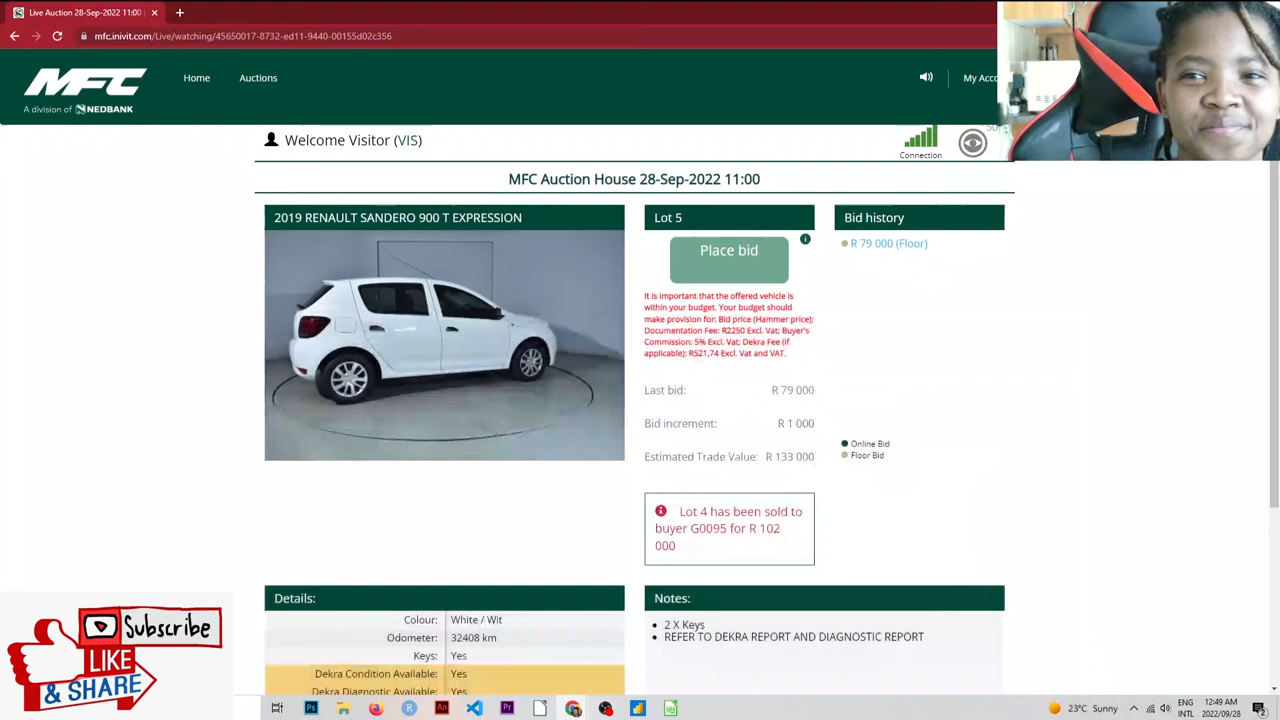 Live Auction 28-Sep-2022 11:00
mfc.inivit.com/Live/watching/45650017-8732-ed11-9440-00155d02c356
MFC
A division of NEDBANK
Home
Auctions
My Acco
Welcome Visitor (VIS)
Connection
MFC Auction House 28-Sep-2022 11:00
2019 RENAULT SANDERO 900 T EXPRESSION
Lot 5
Place bid
It is important that the offered vehicle is
within your budget. Your budget should
make provision for: Bid price (Hammer price);
Documentation Fee: R2250 Excl. Vat; Buyer's
Commission: 5% Excl. Vat; Dekra Fee (if
applicable): R521,74 Excl. Vat and VAT.
Last bid: R 79 000
Bid increment: R 1 000
Estimated Trade Value: R 133 000
Lot 4 has been sold to
buyer G0095 for R 102
000
Bid history
R 79 000 (Floor)
Online Bid
Floor Bid
Details:
Colour: White / Wit
Odometer: 32408 km
Keys: Yes
Dekra Condition Available: Yes
Dekra Diagnostic Available: Yes
Notes:
2 X Keys
REFER TO DEKRA REPORT AND DIAGNOSTIC REPORT
Subscribe
LIKE
& SHARE
23°C Sunny
ENG
INTL
12:49 AM
2022/09/28